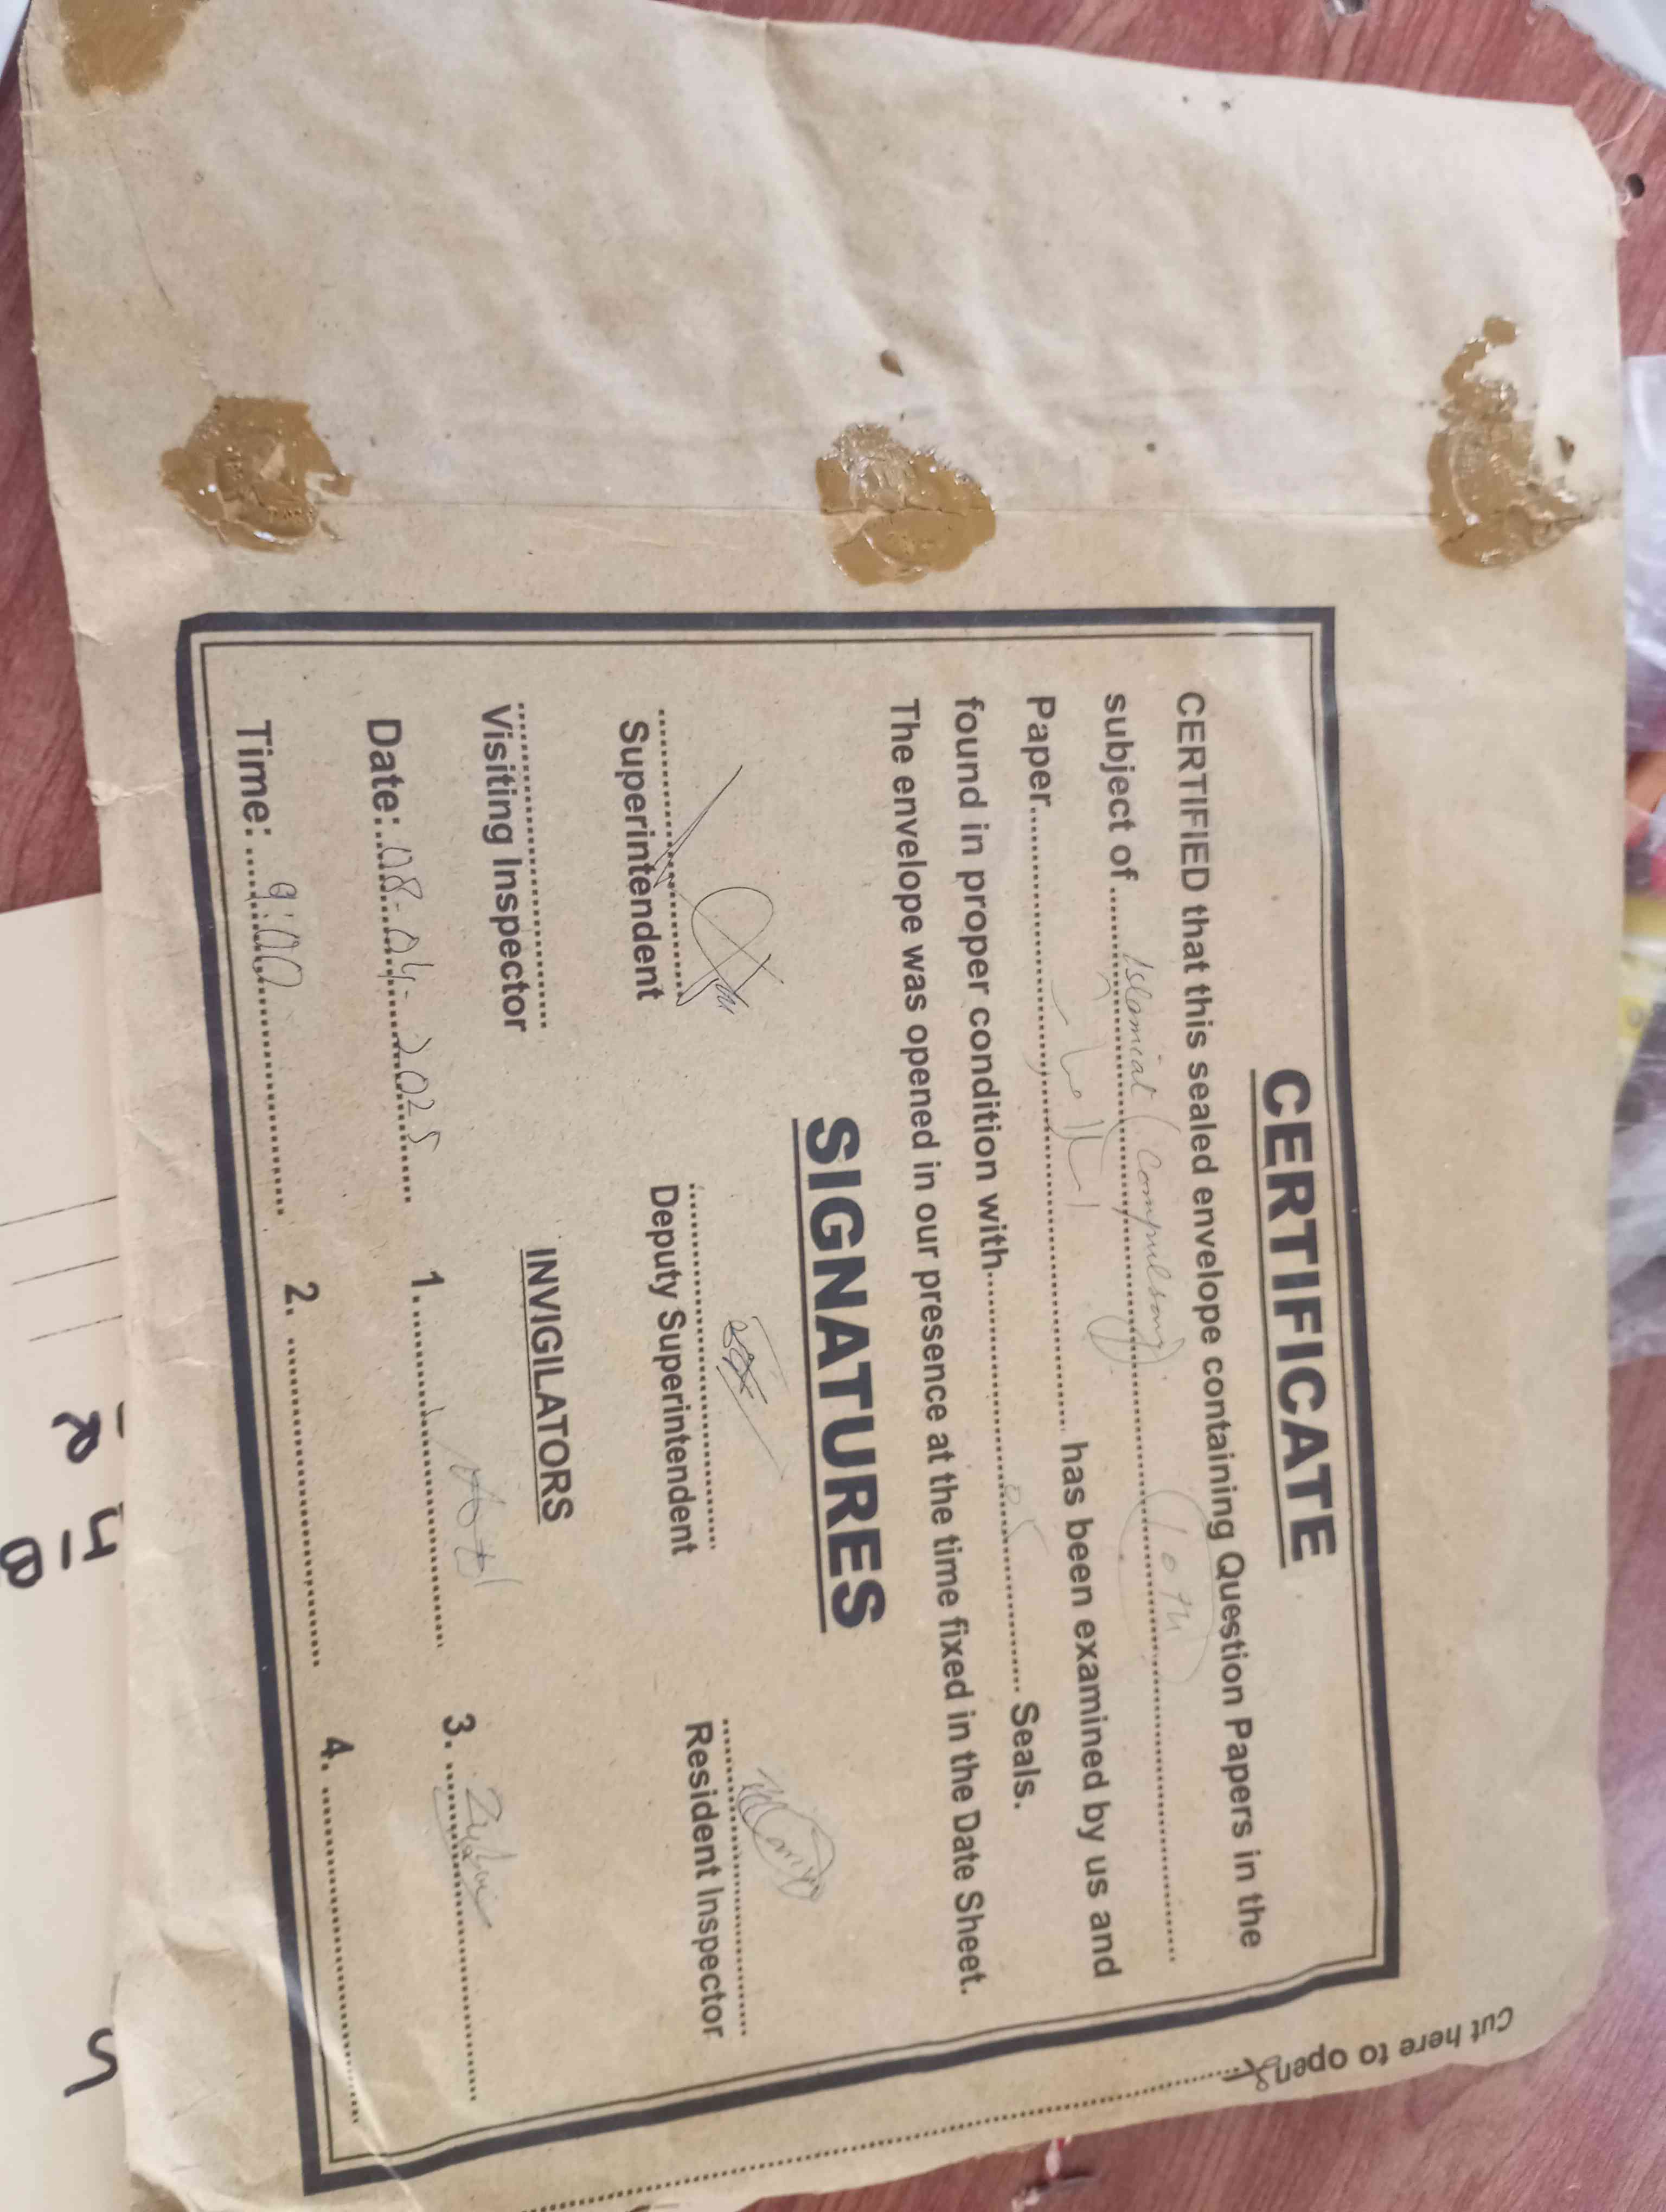 CERTIFICATE
CERTIFIED that this sealed envelope containing Question Papers in the
subject of ..... Islamiat (Compulsory) (10th) .....
Paper..... ..... has been examined by us and
found in proper condition with..... 05 ..... Seals.
The envelope was opened in our presence at the time fixed in the Date Sheet.
SIGNATURES
Superintendent Deputy Superintendent Resident Inspector
Visiting Inspector
INVIGILATORS
Date: 08-04-2025 1. ..... 3. .....
Time: 9:00 2. ..... 4. .....
Cut here to open